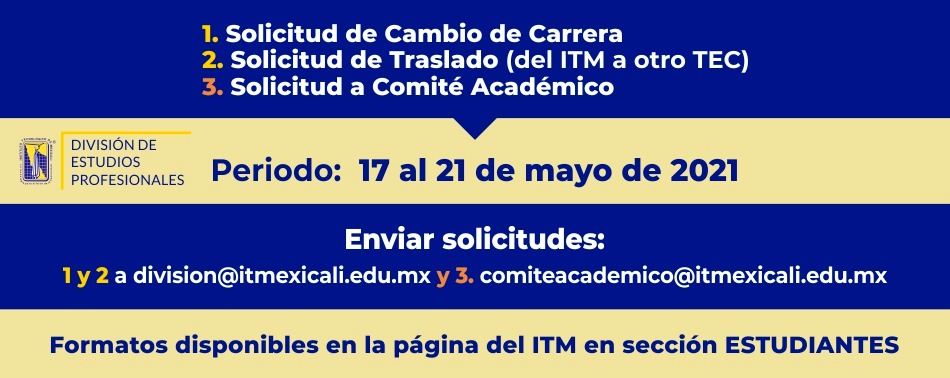 1. Solicitud de Cambio de Carrera
2. Solicitud de Traslado (del ITM a otro TEC)
3. Solicitud a Comité Académico
DIVISIÓN DE
ESTUDIOS
PROFESIONALES
Periodo: 17 al 21 de mayo de 2021
Enviar solicitudes:
1 y 2 a division@itmexicali.edu.mx y 3. comiteacademico@itmexicali.edu.mx
Formatos disponibles en la página del ITM en sección ESTUDIANTES